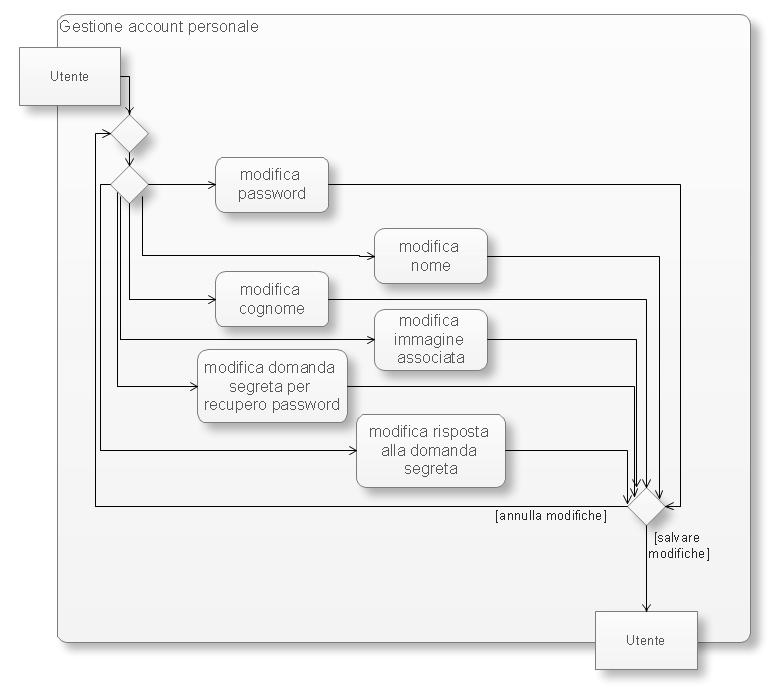 Gestione account personale
Utente
modifica
password
modifica
nome
modifica
cognome
modifica
immagine
associata
modifica domanda
segreta per
recupero password
modifica risposta
alla domanda
segreta
[annulla modifiche]
[salvare
modifiche]
Utente